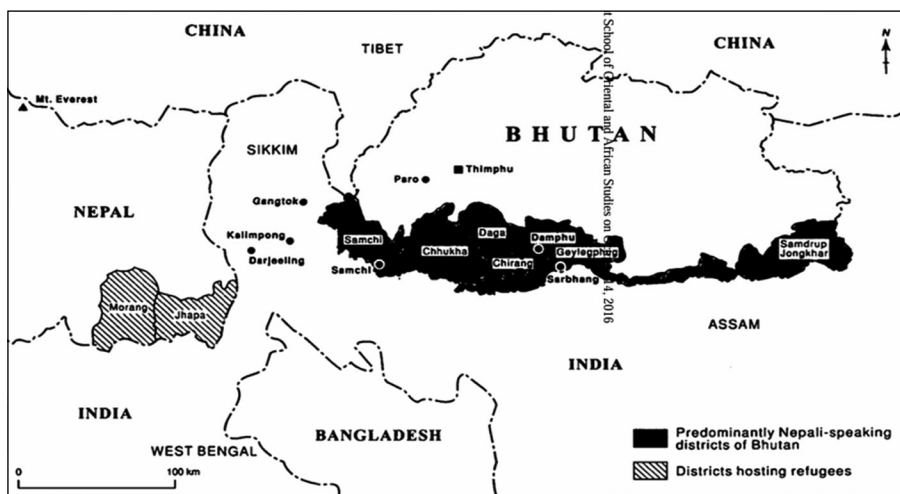 CHINA
TIBET
CHINA
N
Mt. Everest
BHUTAN
SIKKIM
Thimphu
Paro
Gangtok
NEPAL
Kalimpong
Darjeeling
Samchi
Chhukha
Daga
Damphu
Geylegphug
Samdrup
Jongkhar
Samchi
Chirang
Sarbhang
Morang
Jhapa
ASSAM
INDIA
INDIA
BANGLADESH
WEST BENGAL
0
100 km
Predominantly Nepali-speaking
districts of Bhutan
Districts hosting refugees
t School of Oriental and African Studies on 14, 2016